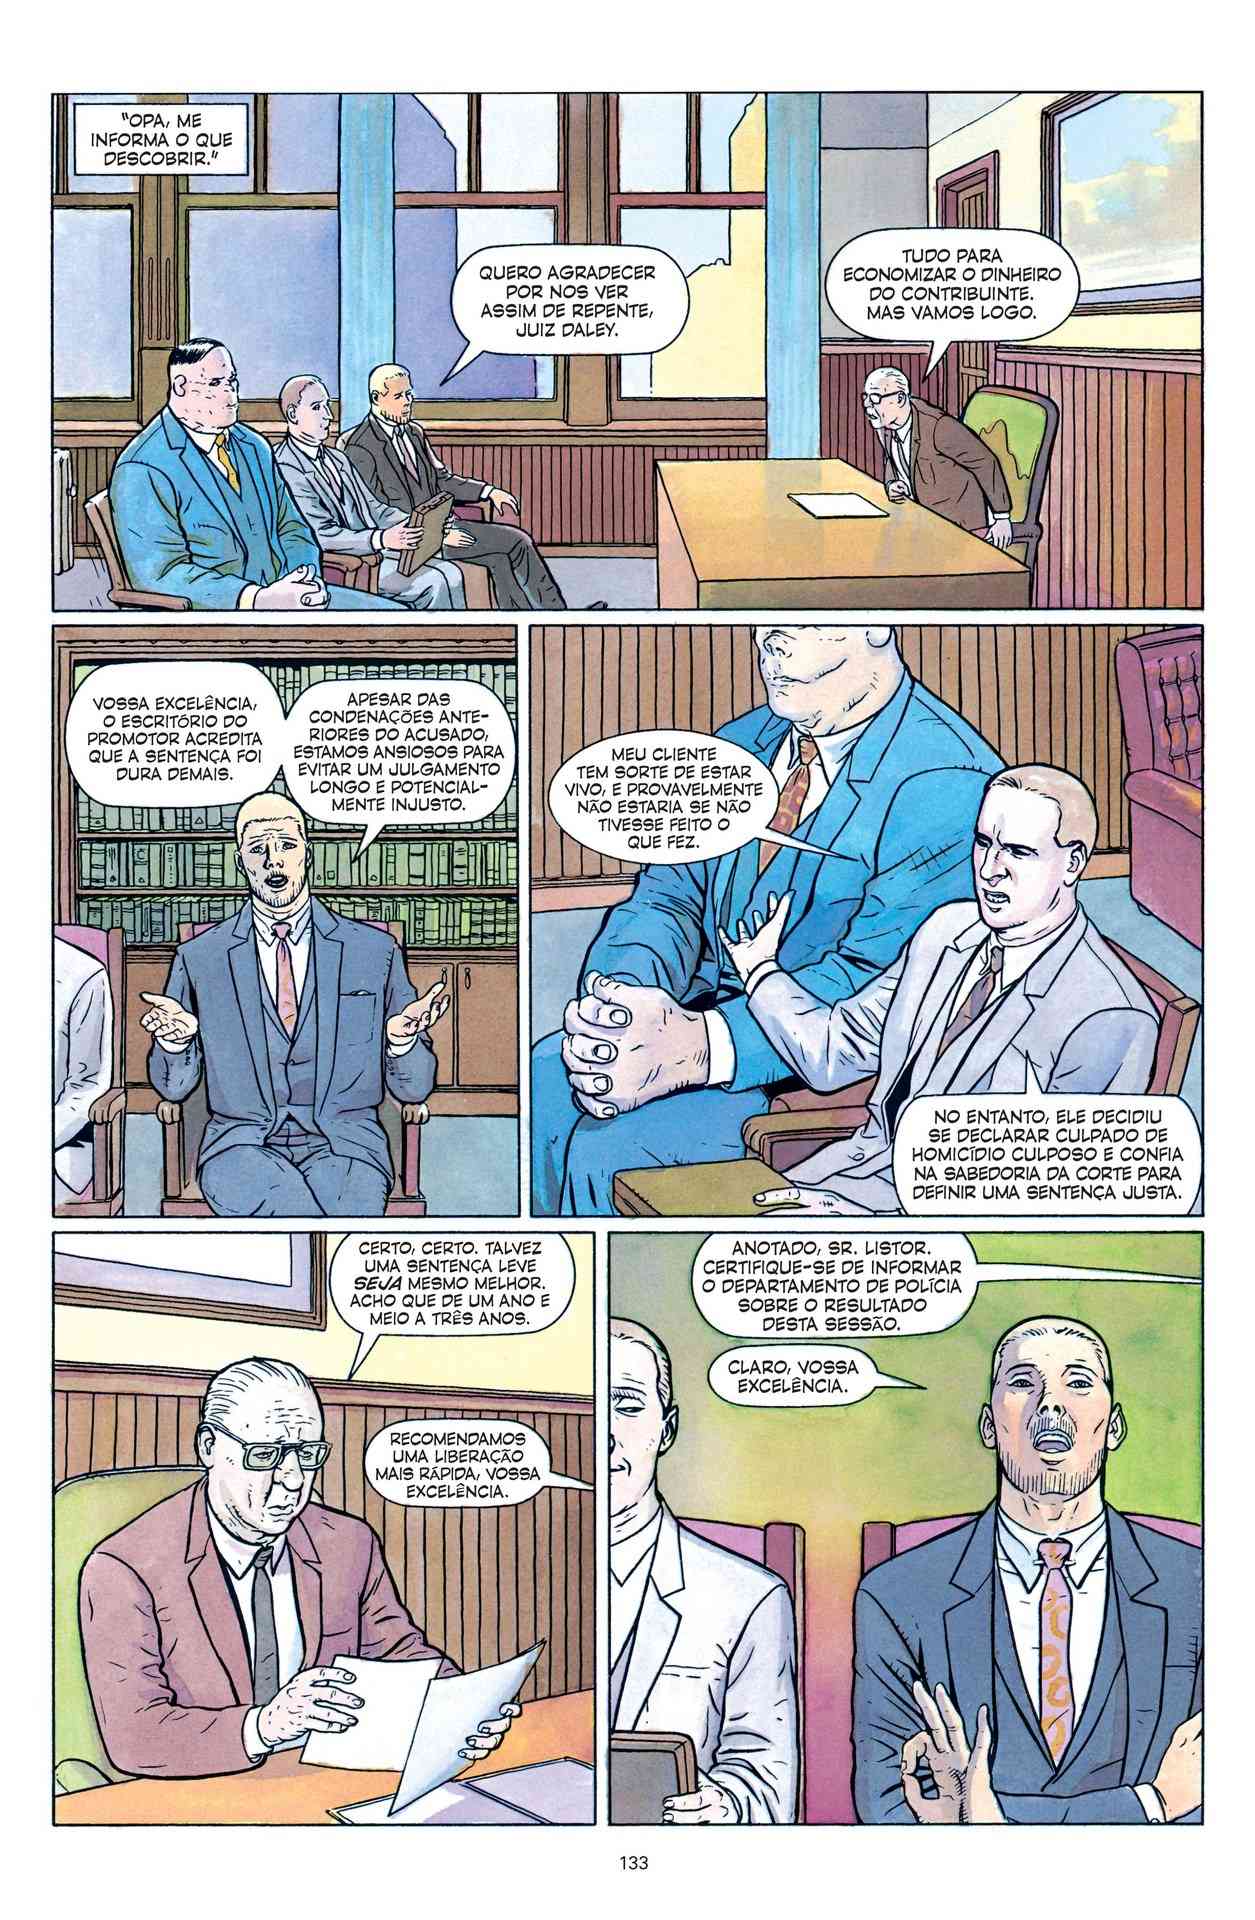 "OPA, ME
INFORMA O QUE
DESCOBRIR."
QUERO AGRADECER
POR NOS VER
ASSIM DE REPENTE,
JUIZ DALEY.
TUDO PARA
ECONOMIZAR O DINHEIRO
DO CONTRIBUINTE.
MAS VAMOS LOGO.
VOSSA EXCELÊNCIA,
O ESCRITÓRIO DO
PROMOTOR ACREDITA
QUE A SENTENÇA FOI
DURA DEMAIS.
APESAR DAS
CONDENAÇÕES ANTE-
RIORES DO ACUSADO,
ESTAMOS ANSIOSOS PARA
EVITAR UM JULGAMENTO
LONGO E POTENCIAL-
MENTE INJUSTO.
MEU CLIENTE
TEM SORTE DE ESTAR
VIVO, E PROVAVELMENTE
NÃO ESTARIA SE NÃO
TIVESSE FEITO O
QUE FEZ.
NO ENTANTO, ELE DECIDIU
SE DECLARAR CULPADO DE
HOMICÍDIO CULPOSO E CONFIA
NA SABEDORIA DA CORTE PARA
DEFINIR UMA SENTENÇA JUSTA.
CERTO, CERTO. TALVEZ
UMA SENTENÇA LEVE
SEJA MESMO MELHOR.
ACHO QUE DE UM ANO E
MEIO A TRÊS ANOS.
RECOMENDAMOS
UMA LIBERAÇÃO
MAIS RÁPIDA, VOSSA
EXCELÊNCIA.
ANOTADO, SR. LISTOR.
CERTIFIQUE-SE DE INFORMAR
O DEPARTAMENTO DE POLÍCIA
SOBRE O RESULTADO
DESTA SESSÃO.
CLARO, VOSSA
EXCELÊNCIA.
133